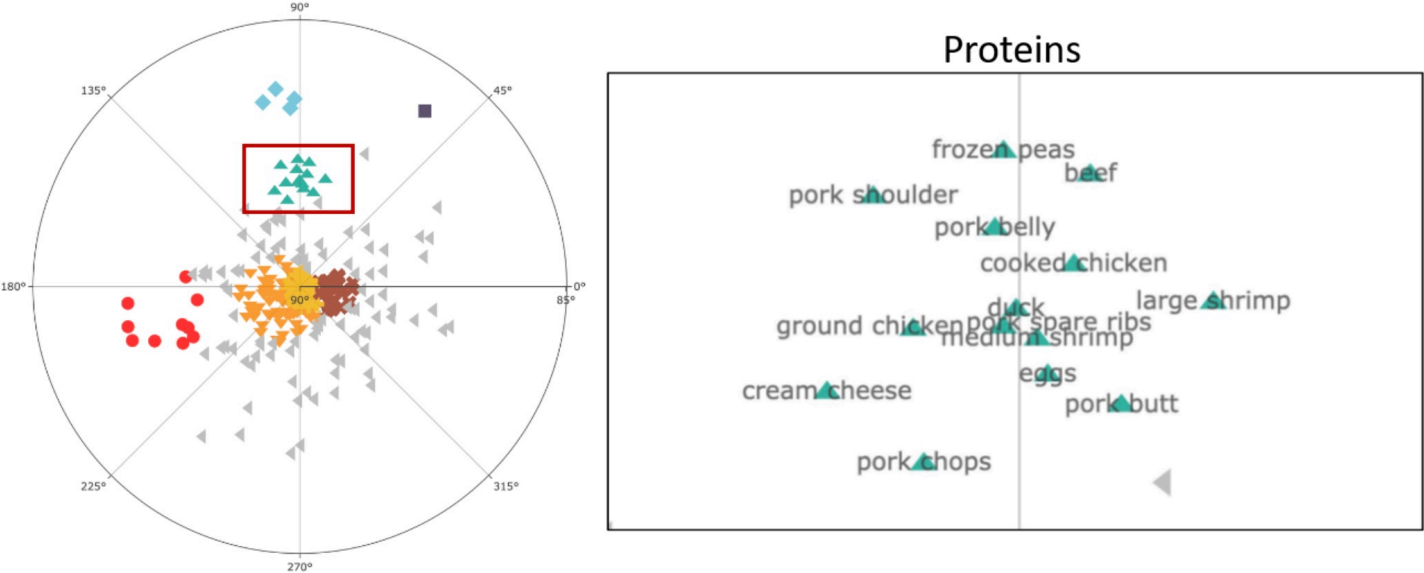 90°
135°
45°
180°
90°
0°
85°
225°
315°
270°
Proteins
frozen peas
beef
pork shoulder
pork belly
cooked chicken
duck
large shrimp
ground chicken
pork spare ribs
medium shrimp
eggs
cream cheese
pork butt
pork chops